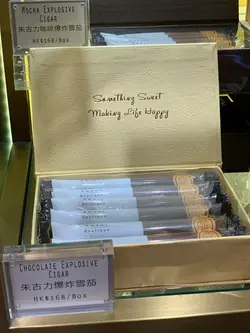 Mocha Explosive
Cigar
朱古力咖啡爆炸雪茄
HK$168/Box
Something Sweet
Making Life Happy
Chocolate Explosive
Cigar
朱古力爆炸雪茄
HK$168/Box